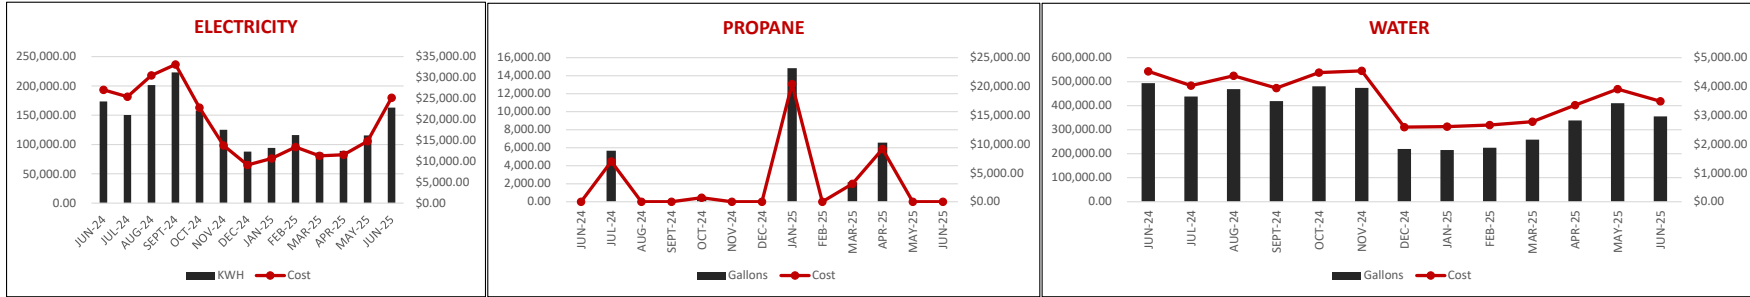 ELECTRICITY
250,000.00
200,000.00
150,000.00
100,000.00
50,000.00
0.00
$35,000.00
$30,000.00
$25,000.00
$20,000.00
$15,000.00
$10,000.00
$5,000.00
$0.00
JUN-24
JUL-24
AUG-24
SEPT-24
OCT-24
NOV-24
DEC-24
JAN-25
FEB-25
MAR-25
APR-25
MAY-25
JUN-25
KWH Cost
PROPANE
16,000.00
14,000.00
12,000.00
10,000.00
8,000.00
6,000.00
4,000.00
2,000.00
0.00
$25,000.00
$20,000.00
$15,000.00
$10,000.00
$5,000.00
$0.00
JUN-24
JUL-24
AUG-24
SEPT-24
OCT-24
NOV-24
DEC-24
JAN-25
FEB-25
MAR-25
APR-25
MAY-25
JUN-25
Gallons Cost
WATER
600,000.00
500,000.00
400,000.00
300,000.00
200,000.00
100,000.00
0.00
$5,000.00
$4,000.00
$3,000.00
$2,000.00
$1,000.00
$0.00
JUN-24
JUL-24
AUG-24
SEPT-24
OCT-24
NOV-24
DEC-24
JAN-25
FEB-25
MAR-25
APR-25
MAY-25
JUN-25
Gallons Cost